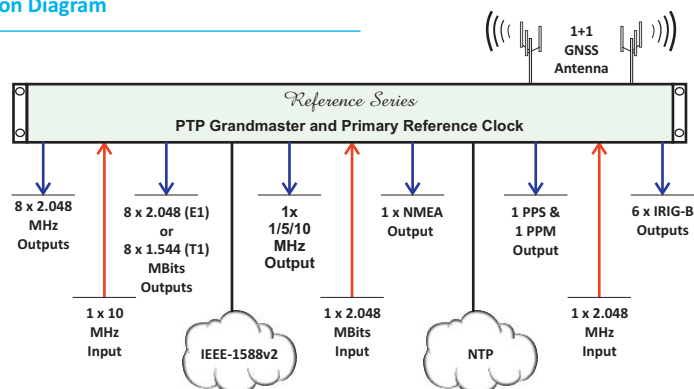 on Diagram
1+1
GNSS
Antenna
Reference Series
PTP Grandmaster and Primary Reference Clock
8 x 2.048
MHz
Outputs
8 x 2.048 (E1)
or
8 x 1.544 (T1)
MBits
Outputs
1x
1/5/10
MHz
Output
1 x NMEA
Output
1 PPS &
1 PPM
Output
6 x IRIG-B
Outputs
1 x 10
MHz
Input
IEEE-1588v2
1 x 2.048
MBits
Input
NTP
1 x 2.048
MHz
Input